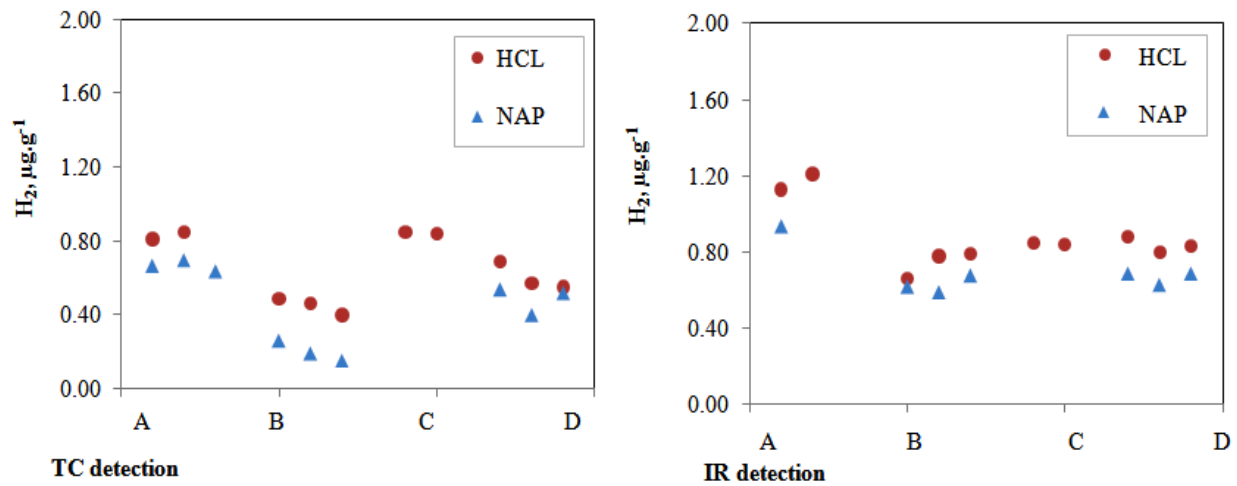 2.00
1.60
1.20
0.80
0.40
0.00
H₂, μg.g⁻¹
HCL
NAP
A B C D
TC detection
2.00
1.60
1.20
0.80
0.40
0.00
H₂, μg.g⁻¹
HCL
NAP
A B C D
IR detection